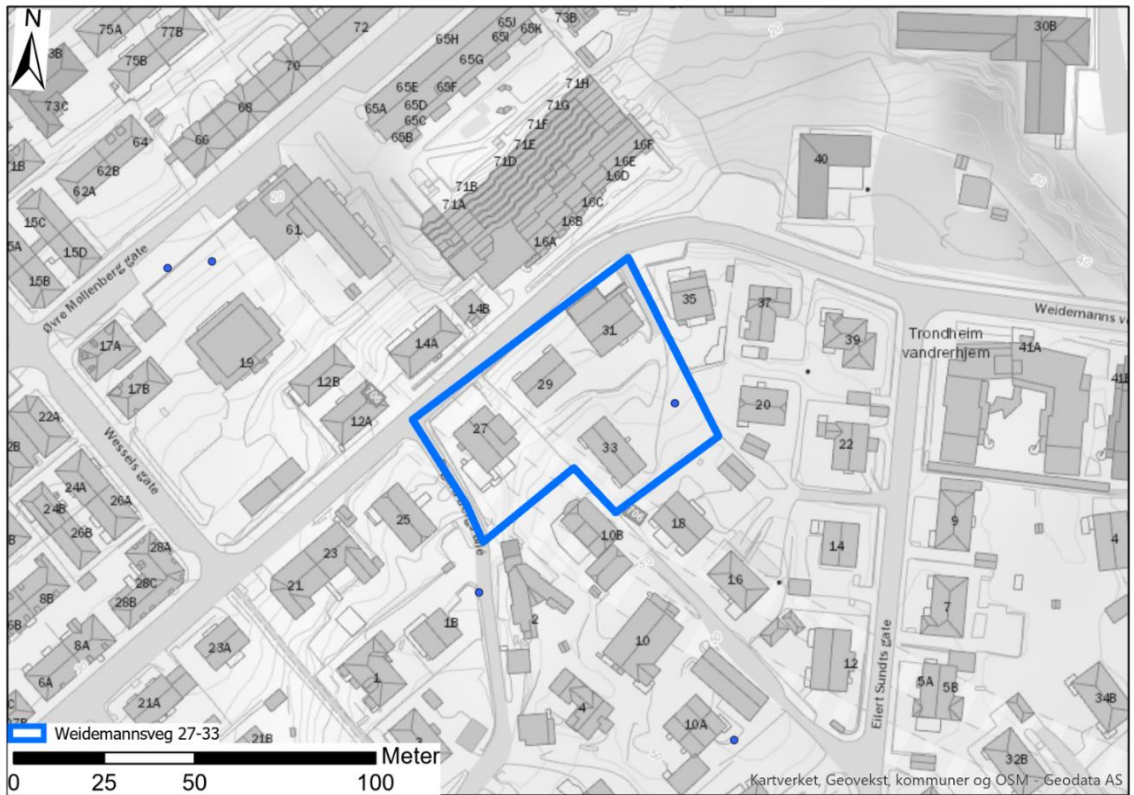 N
75A
77B
72
65J
65K
73B
30B
3B
75B
65H
65I
70
65G
73C
68
65E
65F
71H
65A
65D
71G
65C
71F
66
64
65B
71E
16F
40
71B
62B
71D
16E
62A
16D
71B
15C
71A
16C
16B
61
15D
16A
15B
Øvre Møllenberg gate
35
37
Weidemanns v
Trondheim
vandrerhjem
41A
31
14B
39
17A
14A
19
29
12B
17B
12A
20
22A
27
22
33
Wessels gate
24A
26A
25
24B
18
9
4
26B
10B
14
28A
23
16
28C
8B
21
28B
7
1B
2
10
8A
23A
12
Eilert Sundts gate
1
5A
5B
6A
34B
21A
4
10A
21B
3
32B
Weidemannsveg 27-33
Meter
0 25 50 100
Kartverket, Geovekst, kommuner og OSM - Geodata AS